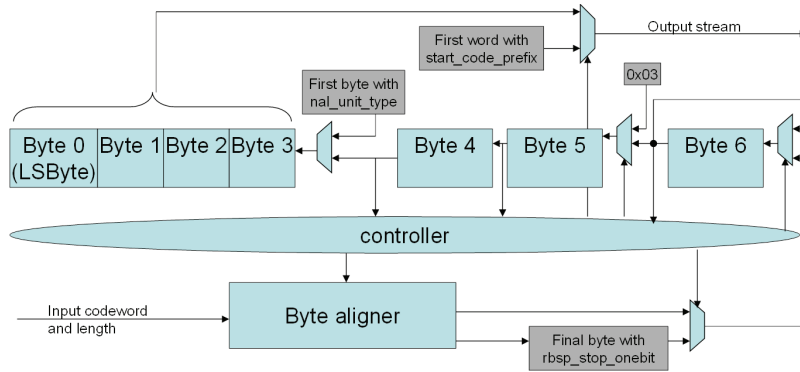 Output stream
First word with
start_code_prefix
0x03
First byte with
nal_unit_type
Byte 0
(LSByte)
Byte 1
Byte 2
Byte 3
Byte 4
Byte 5
Byte 6
controller
Input codeword
and length
Byte aligner
Final byte with
rbsp_stop_onebit